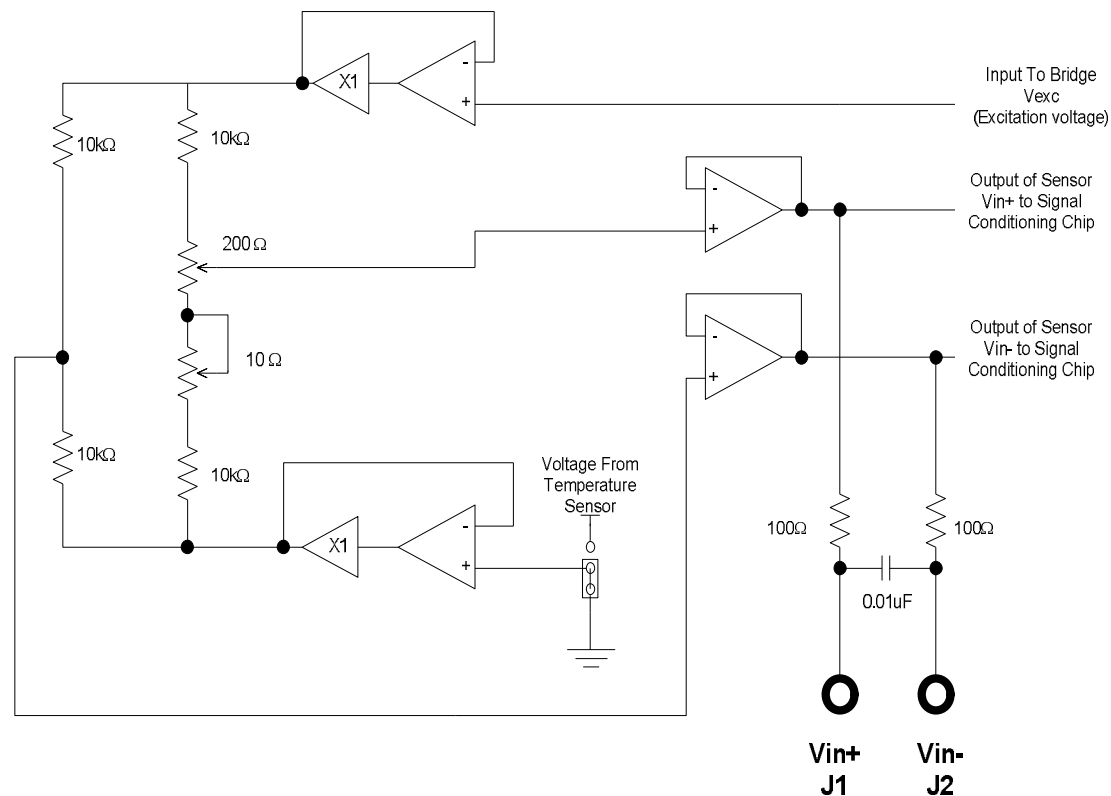 X1
-
+
Input To Bridge
Vexc
(Excitation voltage)
10kΩ
10kΩ
-
+
Output of Sensor
Vin+ to Signal
Conditioning Chip
200Ω
-
+
Output of Sensor
Vin- to Signal
Conditioning Chip
10Ω
10kΩ
10kΩ
Voltage From
Temperature
Sensor
X1
-
+
100Ω
100Ω
0.01uF
Vin+
J1
Vin-
J2